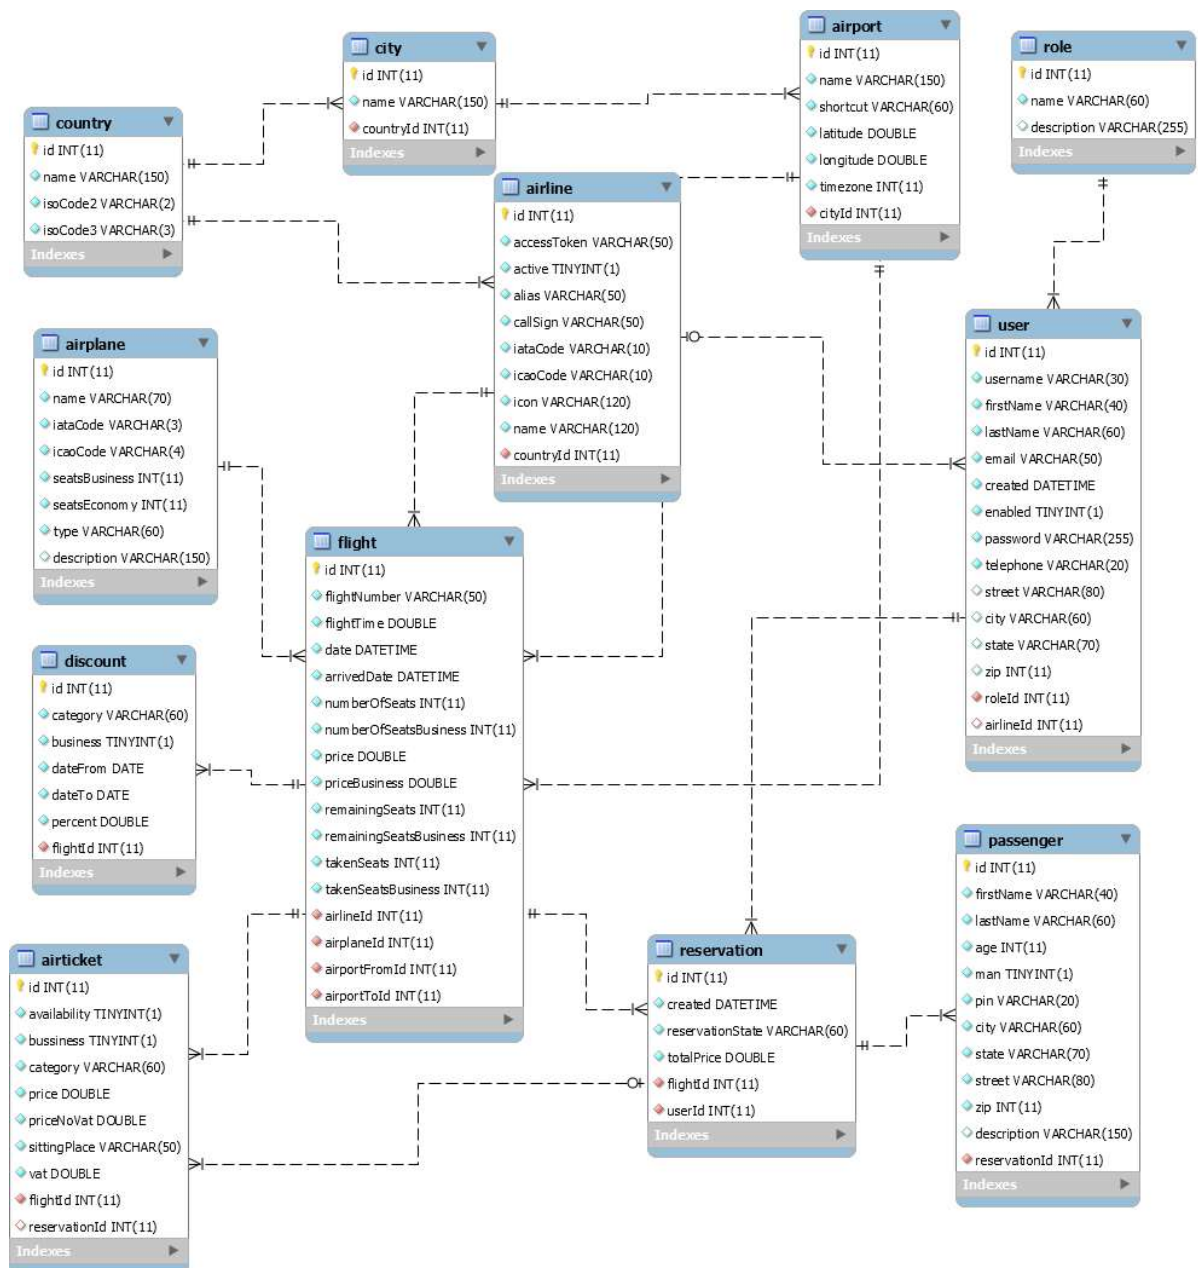 city
id INT(11)
name VARCHAR(150)
countryId INT(11)
Indexes
airport
id INT(11)
name VARCHAR(150)
shortcut VARCHAR(60)
latitude DOUBLE
longitude DOUBLE
timezone INT(11)
cityId INT(11)
Indexes
role
id INT(11)
name VARCHAR(60)
description VARCHAR(255)
Indexes
country
id INT(11)
name VARCHAR(150)
isoCode2 VARCHAR(2)
isoCode3 VARCHAR(3)
Indexes
airline
id INT(11)
accessToken VARCHAR(50)
active TINYINT(1)
alias VARCHAR(50)
callSign VARCHAR(50)
iataCode VARCHAR(10)
icaoCode VARCHAR(10)
icon VARCHAR(120)
name VARCHAR(120)
countryId INT(11)
Indexes
user
id INT(11)
username VARCHAR(30)
firstName VARCHAR(40)
lastName VARCHAR(60)
email VARCHAR(50)
created DATETIME
enabled TINYINT(1)
password VARCHAR(255)
telephone VARCHAR(20)
street VARCHAR(80)
city VARCHAR(60)
state VARCHAR(70)
zip INT(11)
roleId INT(11)
airlineId INT(11)
Indexes
airplane
id INT(11)
name VARCHAR(70)
iataCode VARCHAR(3)
icaoCode VARCHAR(4)
seatsBusiness INT(11)
seatsEconomy INT(11)
type VARCHAR(60)
description VARCHAR(150)
Indexes
flight
id INT(11)
flightNumber VARCHAR(50)
flightTime DOUBLE
date DATETIME
arrivedDate DATETIME
numberOfSeats INT(11)
numberOfSeatsBusiness INT(11)
price DOUBLE
priceBusiness DOUBLE
remainingSeats INT(11)
remainingSeatsBusiness INT(11)
takenSeats INT(11)
takenSeatsBusiness INT(11)
airlineId INT(11)
airplaneId INT(11)
airportFromId INT(11)
airportToId INT(11)
Indexes
discount
id INT(11)
category VARCHAR(60)
business TINYINT(1)
dateFrom DATE
dateTo DATE
percent DOUBLE
flightId INT(11)
Indexes
passenger
id INT(11)
firstName VARCHAR(40)
lastName VARCHAR(60)
age INT(11)
man TINYINT(1)
pin VARCHAR(20)
city VARCHAR(60)
state VARCHAR(70)
street VARCHAR(80)
zip INT(11)
description VARCHAR(150)
reservationId INT(11)
Indexes
airticket
id INT(11)
availability TINYINT(1)
bussiness TINYINT(1)
category VARCHAR(60)
price DOUBLE
priceNoVat DOUBLE
sittingPlace VARCHAR(50)
vat DOUBLE
flightId INT(11)
reservationId INT(11)
Indexes
reservation
id INT(11)
created DATETIME
reservationState VARCHAR(60)
totalPrice DOUBLE
flightId INT(11)
userId INT(11)
Indexes